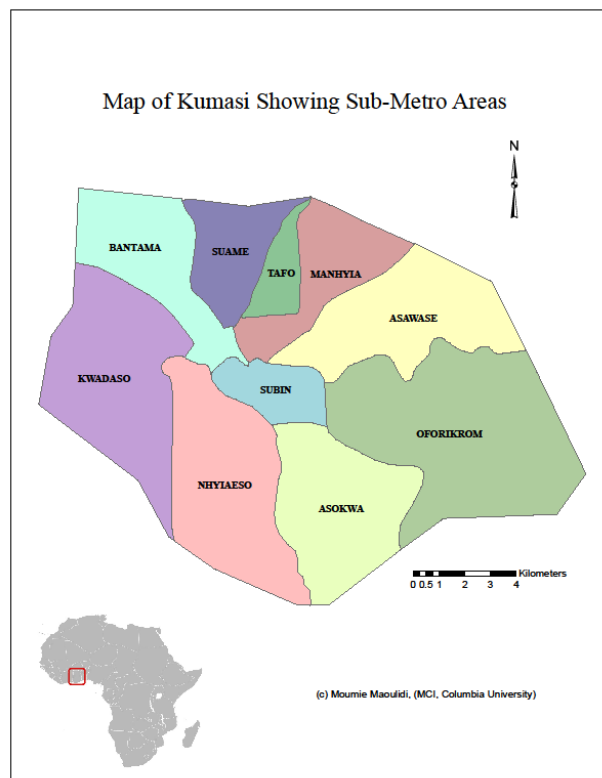 Map of Kumasi Showing Sub-Metro Areas
N
BANTAMA
SUAME
TAFO
MANHYIA
ASAWASE
KWADASO
SUBIN
OFORIKROM
NHYIAESO
ASOKWA
Kilometers
0 0.5 1 2 3 4
(c) Moumie Maoulidi, (MCI, Columbia University)